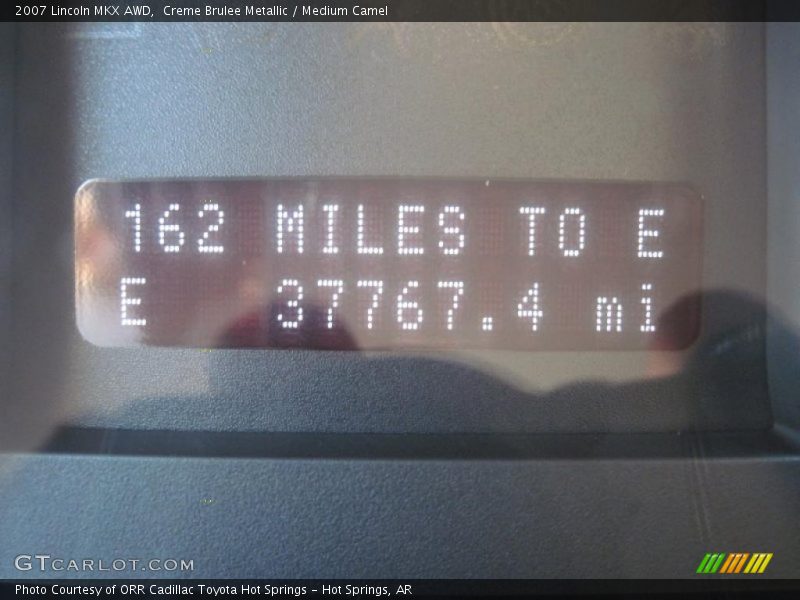 2007 Lincoln MKX AWD,  Creme Brulee Metallic / Medium Camel
162 MILES TO E
E 37767.4 mi
GTCARLOT.COM
Photo Courtesy of ORR Cadillac Toyota Hot Springs - Hot Springs, AR